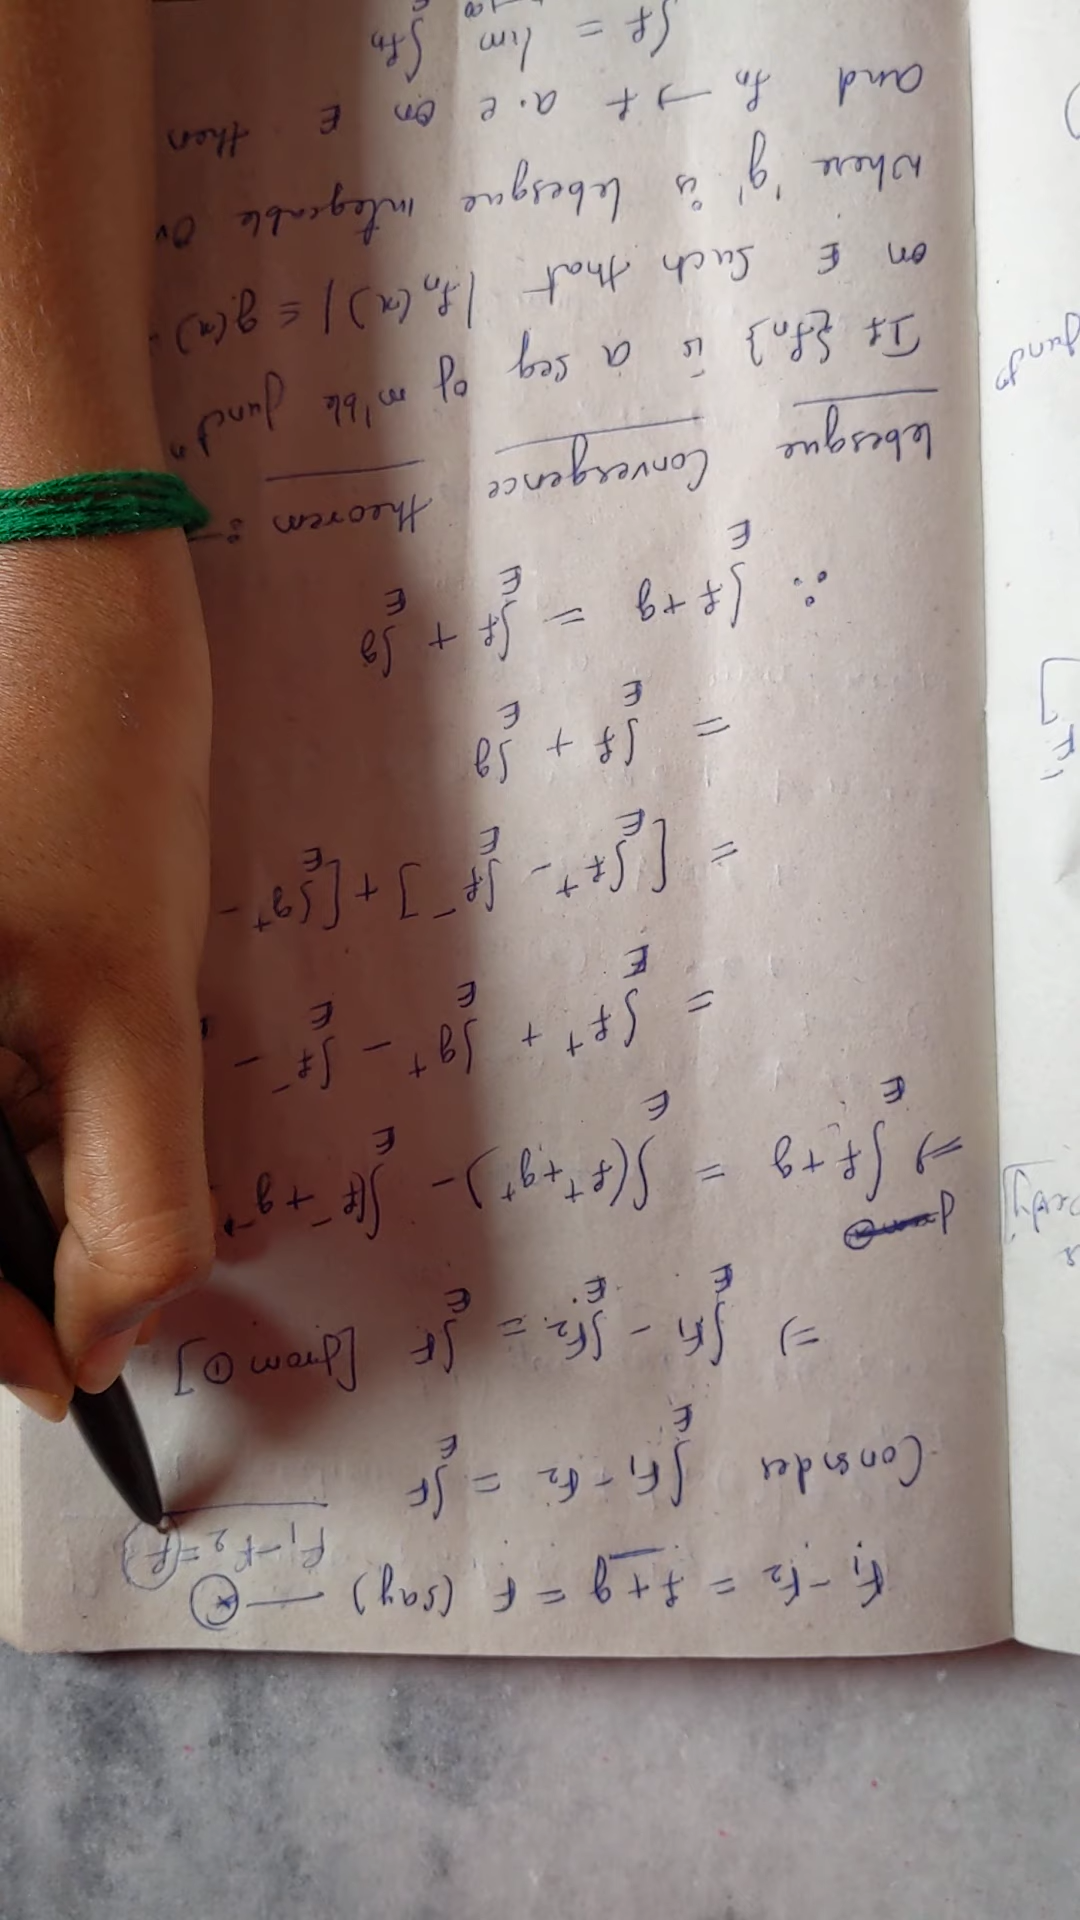 F₁ - F₂ = f + g = F (say) — ⊛
F₁ - F₂ = F
Consider ∫_E F₁ - F₂ = ∫_E F
⇒ ∫_E F₁ - ∫_E F₂ = ∫_E F [from ①]
⇒ ∫_E f + g = ∫_E (f⁺ + g⁺) - ∫_E (f⁻ + g⁻
= ∫_E f⁺ + ∫_E g⁺ - ∫_E f⁻ -
= [∫_E f⁺ - ∫_E f⁻] + [∫_E g⁺ -
= ∫_E f + ∫_E g
∴ ∫_E f + g = ∫_E f + ∫_E g
Lebesgue Convergence theorem :-
If {fn} is a seq of m'ble functn
on E such that |fn(x)| ≤ g(x)
where 'g' is lebesgue integrable
and fn → f a.e on E then
∫f = lim ∫fn